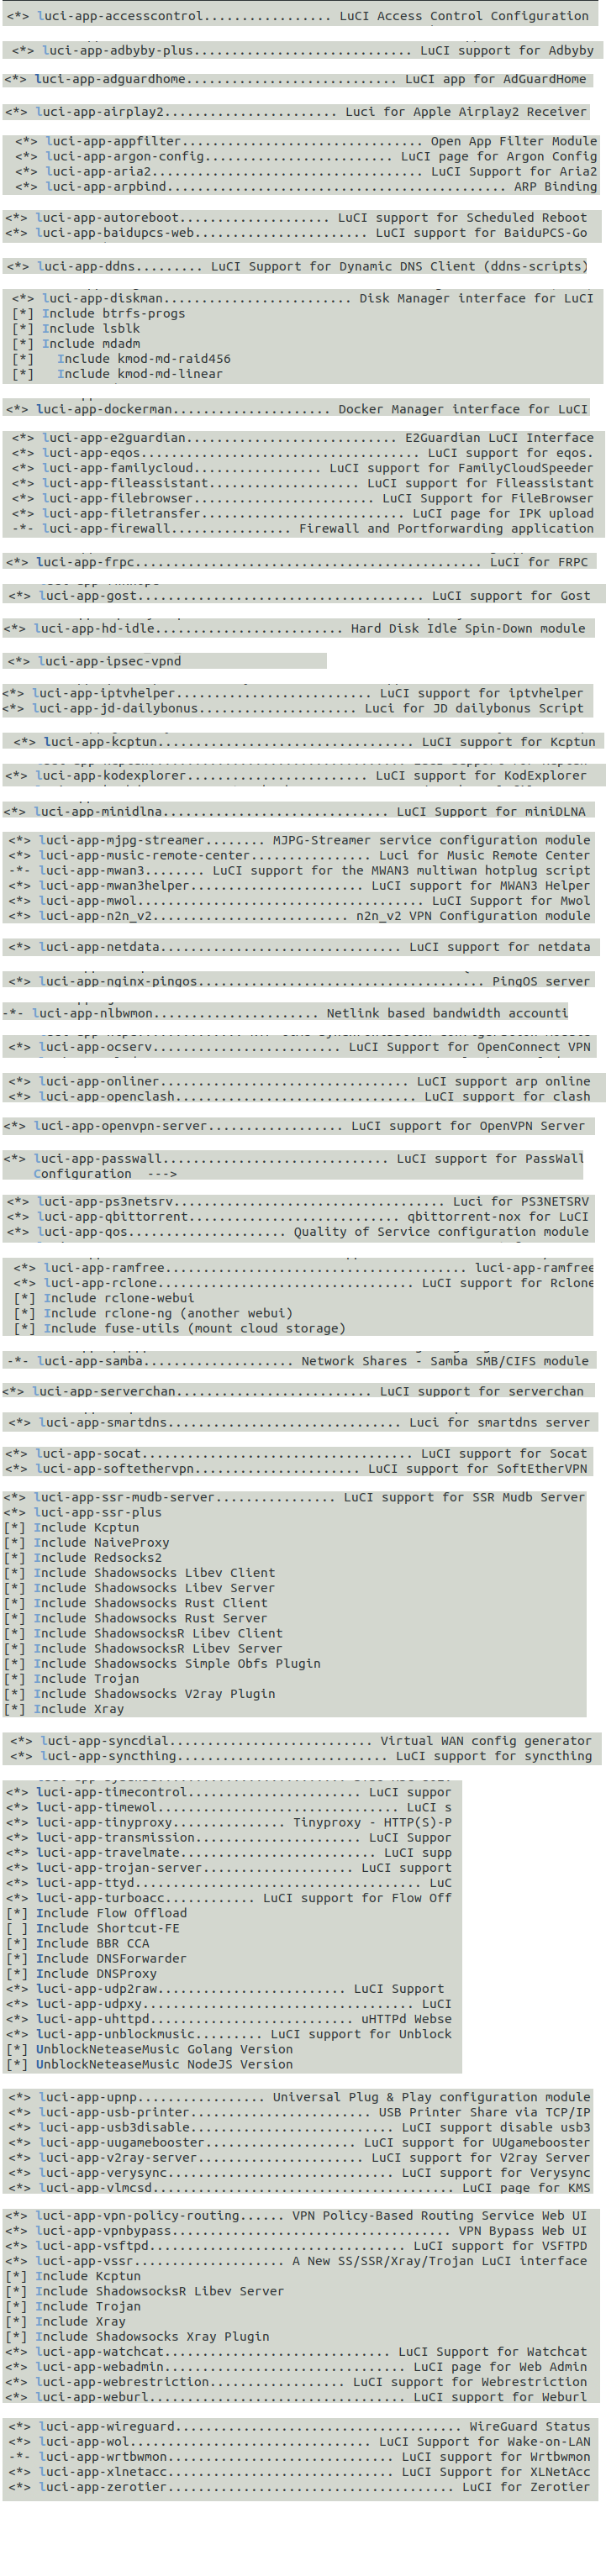 <*> luci-app-accesscontrol................. LuCI Access Control Configuration
<*> luci-app-adbyby-plus............................. LuCI support for Adbyby
<*> luci-app-adguardhome............................ LuCI app for AdGuardHome
<*> luci-app-airplay2....................... Luci for Apple Airplay2 Receiver
<*> luci-app-appfilter................................ Open App Filter Module
<*> luci-app-argon-config......................... LuCI page for Argon Config
<*> luci-app-aria2.................................... LuCI Support for Aria2
<*> luci-app-arpbind............................................. ARP Binding
<*> luci-app-autoreboot.................... LuCI support for Scheduled Reboot
<*> luci-app-baidupcs-web....................... LuCI support for BaiduPCS-Go
<*> luci-app-ddns......... LuCI Support for Dynamic DNS Client (ddns-scripts)
<*> luci-app-diskman......................... Disk Manager interface for LuCI
[*] Include btrfs-progs
[*] Include lsblk
[*] Include mdadm
[*]   Include kmod-md-raid456
[*]   Include kmod-md-linear
<*> luci-app-dockerman..................... Docker Manager interface for LuCI
<*> luci-app-e2guardian............................ E2Guardian LuCI Interface
<*> luci-app-eqos..................................... LuCI support for eqos.
<*> luci-app-familycloud................. LuCI support for FamilyCloudSpeeder
<*> luci-app-fileassistant.................... LuCI support for Fileassistant
<*> luci-app-filebrowser........................ LuCI Support for FileBrowser
<*> luci-app-filetransfer........................... LuCI page for IPK upload
-*- luci-app-firewall................ Firewall and Portforwarding application
<*> luci-app-frpc.............................................. LuCI for FRPC
<*> luci-app-gost...................................... LuCI support for Gost
<*> luci-app-hd-idle......................... Hard Disk Idle Spin-Down module
<*> luci-app-ipsec-vpnd
<*> luci-app-iptvhelper.......................... LuCI support for iptvhelper
<*> luci-app-jd-dailybonus..................... Luci for JD dailybonus Script
<*> luci-app-kcptun.................................. LuCI support for Kcptun
<*> luci-app-kodexplorer........................ LuCI support for KodExplorer
<*> luci-app-minidlna.............................. LuCI Support for miniDLNA
<*> luci-app-mjpg-streamer........ MJPG-Streamer service configuration module
<*> luci-app-music-remote-center................ Luci for Music Remote Center
-*- luci-app-mwan3........ LuCI support for the MWAN3 multiwan hotplug script
<*> luci-app-mwan3helper....................... LuCI support for MWAN3 Helper
<*> luci-app-mwol...................................... LuCI Support for Mwol
<*> luci-app-n2n_v2.......................... n2n_v2 VPN Configuration module
<*> luci-app-netdata................................ LuCI support for netdata
<*> luci-app-nginx-pingos...................................... PingOS server
-*- luci-app-nlbwmon...................... Netlink based bandwidth accounti
<*> luci-app-ocserv......................... LuCI Support for OpenConnect VPN
<*> luci-app-onliner................................. LuCI support arp online
<*> luci-app-openclash................................ LuCI support for clash
<*> luci-app-openvpn-server.................. LuCI support for OpenVPN Server
<*> luci-app-passwall.............................. LuCI support for PassWall
Configuration  --->
<*> luci-app-ps3netsrv.................................... Luci for PS3NETSRV
<*> luci-app-qbittorrent............................ qbittorrent-nox for LuCI
<*> luci-app-qos..................... Quality of Service configuration module
<*> luci-app-ramfree........................................ luci-app-ramfree
<*> luci-app-rclone.................................. LuCI support for Rclone
[*] Include rclone-webui
[*] Include rclone-ng (another webui)
[*] Include fuse-utils (mount cloud storage)
-*- luci-app-samba.................... Network Shares - Samba SMB/CIFS module
<*> luci-app-serverchan.......................... LuCI support for serverchan
<*> luci-app-smartdns............................... Luci for smartdns server
<*> luci-app-socat.................................... LuCI support for Socat
<*> luci-app-softethervpn...................... LuCI support for SoftEtherVPN
<*> luci-app-ssr-mudb-server................ LuCI support for SSR Mudb Server
<*> luci-app-ssr-plus
[*] Include Kcptun
[*] Include NaiveProxy
[*] Include Redsocks2
[*] Include Shadowsocks Libev Client
[*] Include Shadowsocks Libev Server
[*] Include Shadowsocks Rust Client
[*] Include Shadowsocks Rust Server
[*] Include ShadowsocksR Libev Client
[*] Include ShadowsocksR Libev Server
[*] Include Shadowsocks Simple Obfs Plugin
[*] Include Trojan
[*] Include Shadowsocks V2ray Plugin
[*] Include Xray
<*> luci-app-syncdial........................... Virtual WAN config generator
<*> luci-app-syncthing............................ LuCI support for syncthing
<*> luci-app-timecontrol....................... LuCI suppor
<*> luci-app-timewol................................ LuCI s
<*> luci-app-tinyproxy............... Tinyproxy - HTTP(S)-P
<*> luci-app-transmission...................... LuCI Suppor
<*> luci-app-travelmate.......................... LuCI supp
<*> luci-app-trojan-server.................... LuCI support
<*> luci-app-ttyd...................................... LuC
<*> luci-app-turboacc............ LuCI support for Flow Off
[*] Include Flow Offload
[ ] Include Shortcut-FE
[*] Include BBR CCA
[*] Include DNSForwarder
[*] Include DNSProxy
<*> luci-app-udp2raw......................... LuCI Support
<*> luci-app-udpxy.................................... LuCI
<*> luci-app-uhttpd........................... uHTTPd Webse
<*> luci-app-unblockmusic......... LuCI support for Unblock
[*] UnblockNeteaseMusic Golang Version
[*] UnblockNeteaseMusic NodeJS Version
<*> luci-app-upnp................. Universal Plug & Play configuration module
<*> luci-app-usb-printer........................ USB Printer Share via TCP/IP
<*> luci-app-usb3disable........................... LuCI support disable usb3
<*> luci-app-uugamebooster.................... LuCI support for UUgamebooster
<*> luci-app-v2ray-server...................... LuCI support for V2ray Server
<*> luci-app-verysync.............................. LuCI support for Verysync
<*> luci-app-vlmcsd...................................... LuCI page for KMS
<*> luci-app-vpn-policy-routing...... VPN Policy-Based Routing Service Web UI
<*> luci-app-vpnbypass..................................... VPN Bypass Web UI
<*> luci-app-vsftpd.................................. LuCI support for VSFTPD
<*> luci-app-vssr.................... A New SS/SSR/Xray/Trojan LuCI interface
[*] Include Kcptun
[*] Include ShadowsocksR Libev Server
[*] Include Trojan
[*] Include Xray
[*] Include Shadowsocks Xray Plugin
<*> luci-app-watchcat.............................. LuCI Support for Watchcat
<*> luci-app-webadmin................................ LuCI page for Web Admin
<*> luci-app-webrestriction.................. LuCI support for Webrestriction
<*> luci-app-weburl.................................. LuCI support for Weburl
<*> luci-app-wireguard...................................... WireGuard Status
<*> luci-app-wol................................ LuCI Support for Wake-on-LAN
-*- luci-app-wrtbwmon.............................. LuCI support for Wrtbwmon
<*> luci-app-xlnetacc.............................. LuCI Support for XLNetAcc
<*> luci-app-zerotier...................................... LuCI for Zerotier